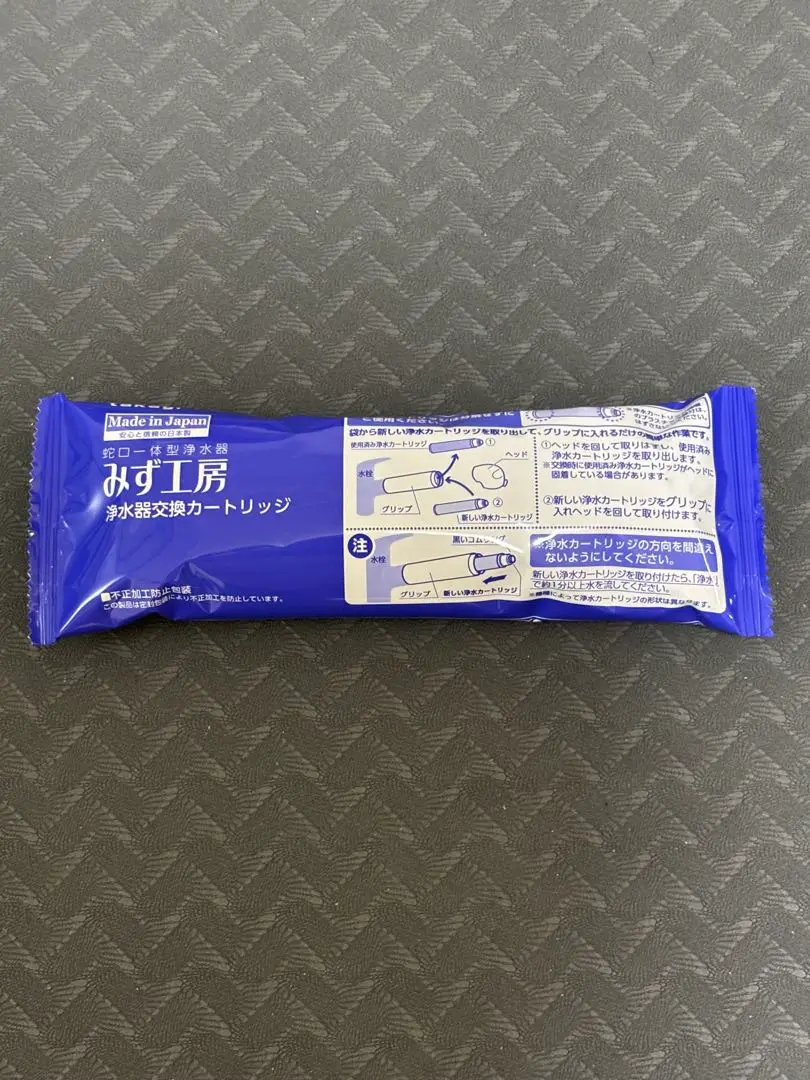 Made in Japan
安心と信頼の日本製
蛇口一体型浄水器
みず工房
浄水器交換カートリッジ
■不正加工防止包装
この製品は密封包装により不正加工を防止しています。
袋から新しい浄水カートリッジを取り出して、グリップに入れるだけの簡単な作業です。
使用済み浄水カートリッジ
①
ヘッド
水栓
グリップ
②
新しい浄水カートリッジ
①ヘッドを回して取りはずし、使用済み
浄水カートリッジを取り出します。
※交換時に使用済み浄水カートリッジがヘッドに
固着している場合があります。
②新しい浄水カートリッジをグリップに
入れヘッドを回して取り付けます。
注
水栓
黒いゴムリング
グリップ
新しい浄水カートリッジ
※浄水カートリッジの方向を間違え
ないようにしてください。
新しい浄水カートリッジを取り付けたら、「浄水」
で約1分以上水を流してください。
※機種によって浄水カートリッジの形状は異なります。